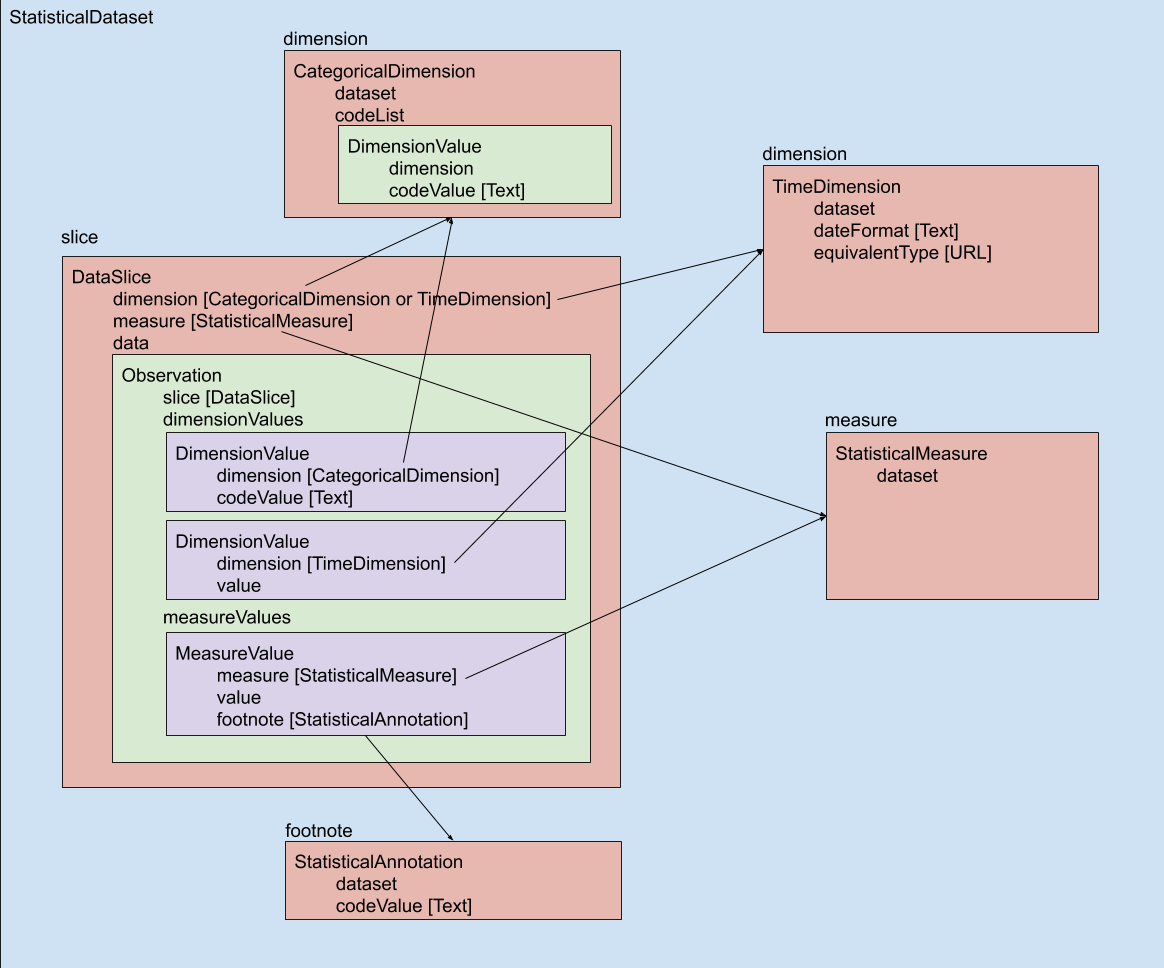 StatisticalDataset
dimension
CategoricalDimension
dataset
codeList
DimensionValue
dimension
codeValue [Text]
dimension
TimeDimension
dataset
dateFormat [Text]
equivalentType [URL]
slice
DataSlice
dimension [CategoricalDimension or TimeDimension]
measure [StatisticalMeasure]
data
Observation
slice [DataSlice]
dimensionValues
DimensionValue
dimension [CategoricalDimension]
codeValue [Text]
DimensionValue
dimension [TimeDimension]
value
measureValues
MeasureValue
measure [StatisticalMeasure]
value
footnote [StatisticalAnnotation]
measure
StatisticalMeasure
dataset
footnote
StatisticalAnnotation
dataset
codeValue [Text]